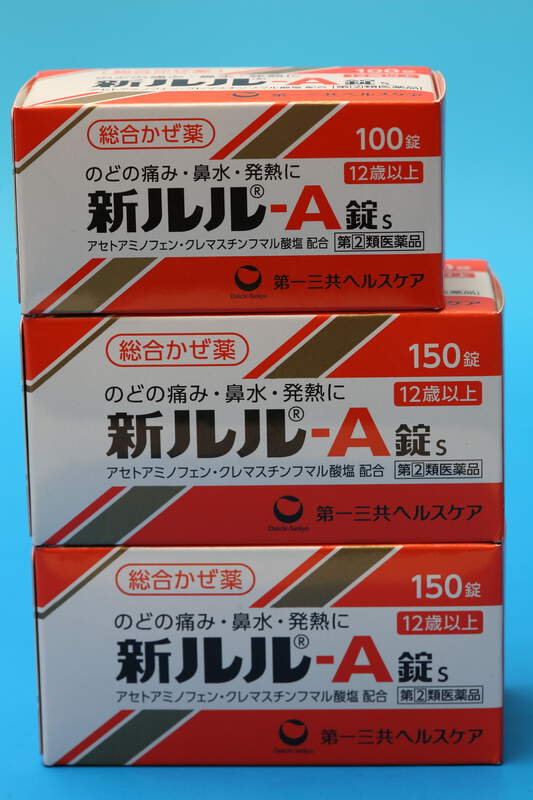 総合かぜ薬
100錠
のどの痛み・鼻水・発熱に
12歳以上
新ルル®-A錠s
アセトアミノフェン・クレマスチンフマル酸塩 配合 第②類医薬品
Daiichi-Sankyo
第一三共ヘルスケア
総合かぜ薬
150錠
のどの痛み・鼻水・発熱に
12歳以上
新ルル®-A錠s
アセトアミノフェン・クレマスチンフマル酸塩 配合 第②類医薬品
Daiichi-Sankyo
第一三共ヘルスケア
総合かぜ薬
150錠
のどの痛み・鼻水・発熱に
12歳以上
新ルル®-A錠s
アセトアミノフェン・クレマスチンフマル酸塩 配合 第②類医薬品
Daiichi-Sankyo
第一三共ヘルスケア